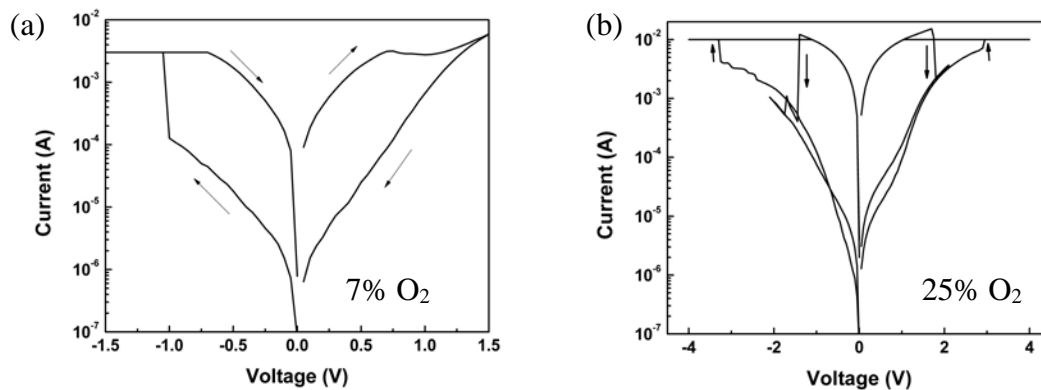 (a)
Current (A)
10⁻²
10⁻³
10⁻⁴
10⁻⁵
10⁻⁶
10⁻⁷
7% O₂
-1.5 -1.0 -0.5 0.0 0.5 1.0 1.5
Voltage (V)
(b)
Current (A)
10⁻²
10⁻³
10⁻⁴
10⁻⁵
10⁻⁶
10⁻⁷
25% O₂
-4 -2 0 2 4
Voltage (V)